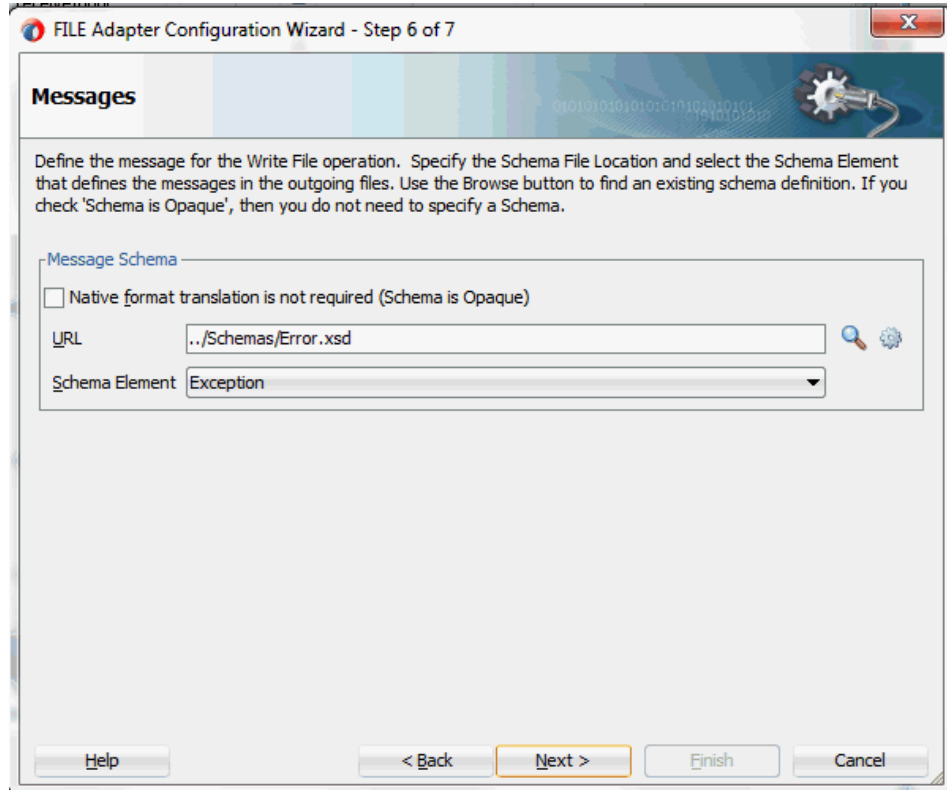 FILE Adapter Configuration Wizard - Step 6 of 7
Messages
Define the message for the Write File operation. Specify the Schema File Location and select the Schema Element
that defines the messages in the outgoing files. Use the Browse button to find an existing schema definition. If you
check 'Schema is Opaque', then you do not need to specify a Schema.
Message Schema
Native format translation is not required (Schema is Opaque)
URL ../Schemas/Error.xsd
Schema Element Exception
Help < Back Next > Finish Cancel